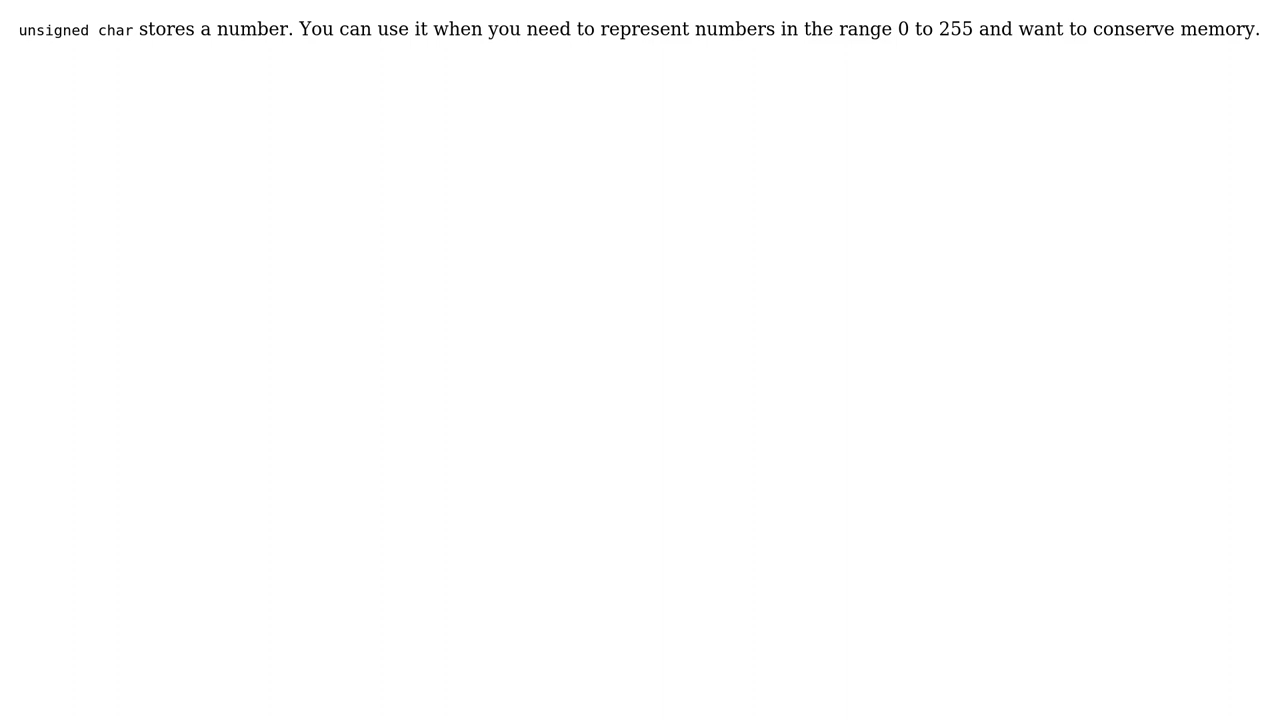 unsigned char stores a number. You can use it when you need to represent numbers in the range 0 to 255 and want to conserve memory.